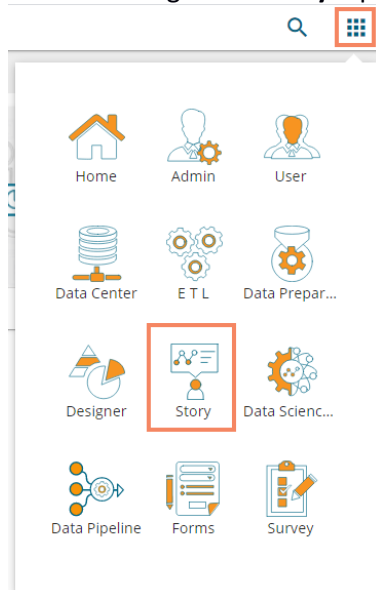 Home Admin User
Data Center E T L Data Prepar...
Designer Story Data Scienc...
Data Pipeline Forms Survey